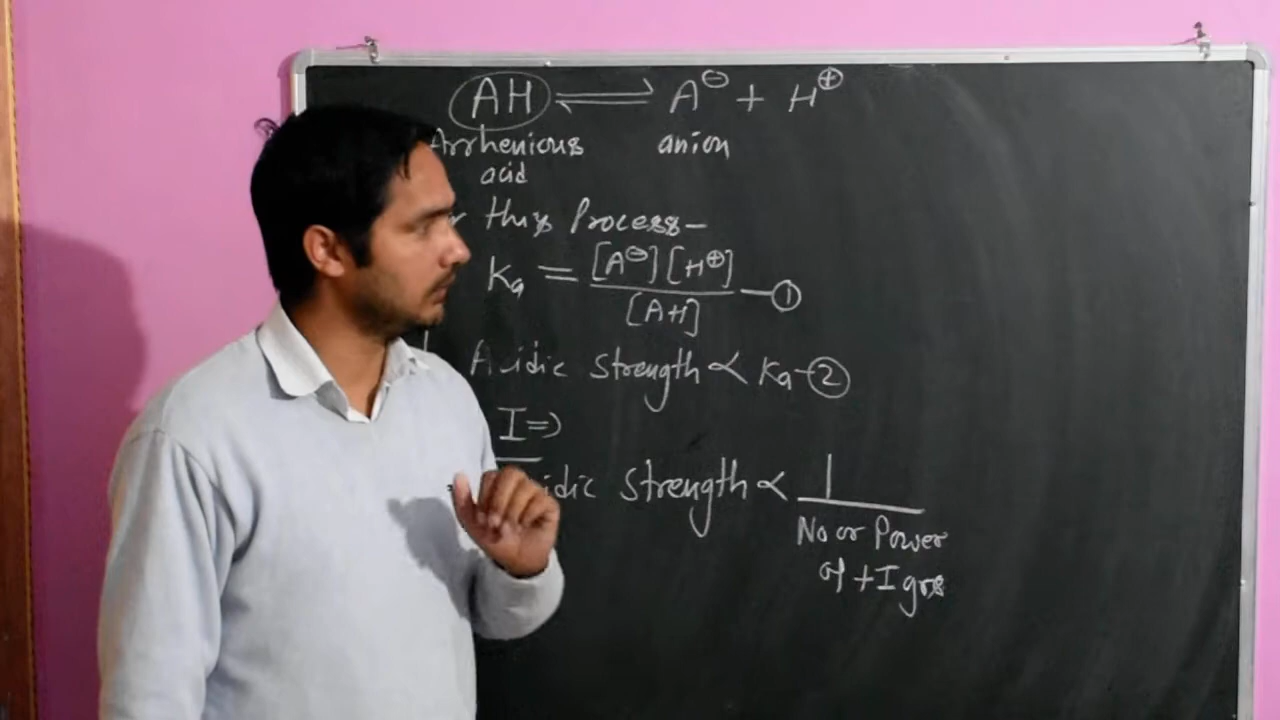 AH ⇌ A⊖ + H⊕
Arrhenious anion
acid
this Process-
Ka = [A⊖][H⊕] / [AH] - ①
Acidic Strength ∝ Ka - ②
I ⇒
Strength ∝ 1 /
No or Power
of +I grs